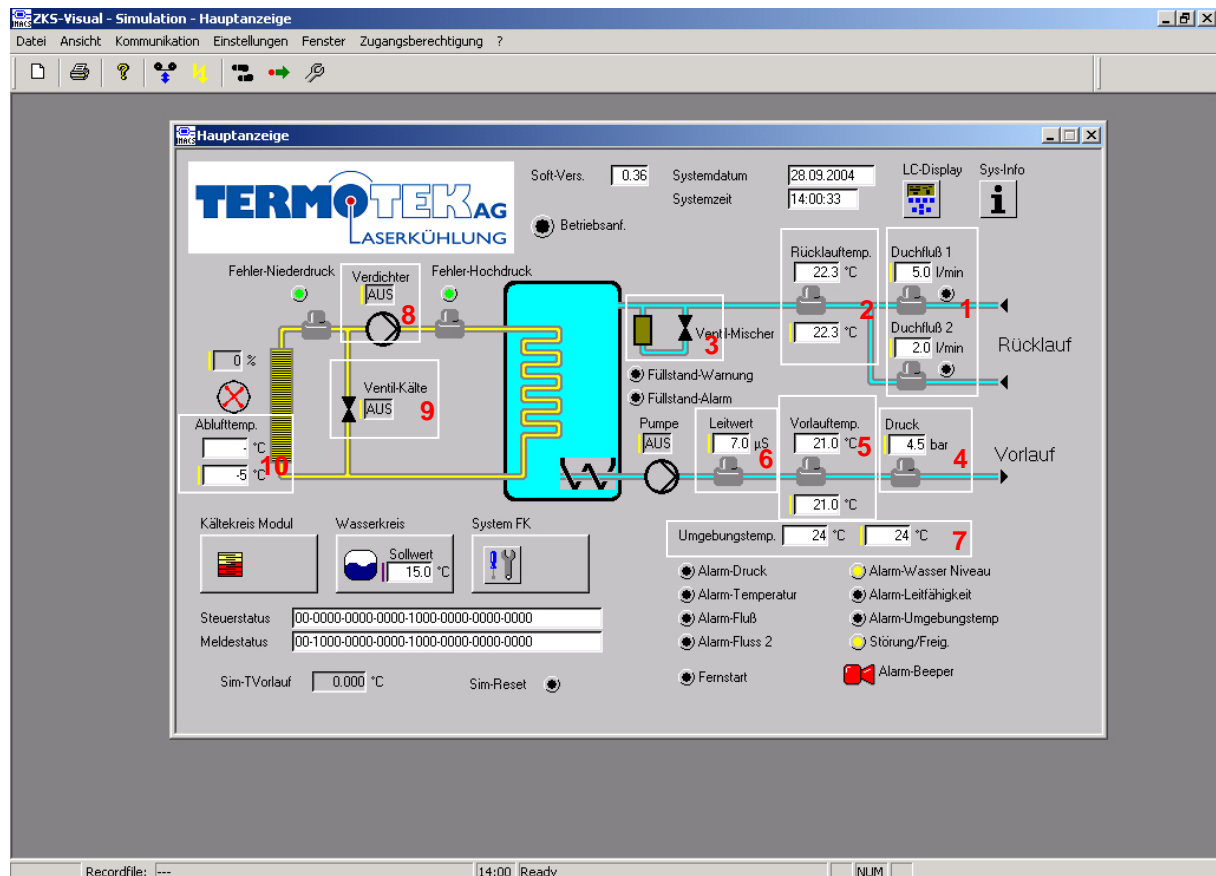 ZKS-Visual - Simulation - Hauptanzeige
Datei Ansicht Kommunikation Einstellungen Fenster Zugangsberechtigung ?
Hauptanzeige
TERMOTEK AG
LASERKÜHLUNG
Soft-Vers. 0.36
Systemdatum 28.09.2004
Systemzeit 14:00:33
LC-Display
Sys-Info
Betriebsanf.
Fehler-Niederdruck
Verdichter
AUS
8
Fehler-Hochdruck
Rücklauftemp.
22.3 °C
2
22.3 °C
Duchfluß 1
5.0 l/min
1
Duchfluß 2
2.0 l/min
Rücklauf
Ventil-Mischer
3
0 %
Ventil-Kälte
AUS
9
Füllstand-Warnung
Füllstand-Alarm
Ablufttemp.
- °C
-5 °C
10
Pumpe
AUS
Leitwert
7.0 µS
6
Vorlauftemp.
21.0 °C
5
21.0 °C
Druck
4.5 bar
4
Vorlauf
Umgebungstemp. 24 °C 24 °C
7
Kältekreis Modul
Wasserkreis
Sollwert
15.0 °C
System FK
Alarm-Druck
Alarm-Wasser Niveau
Alarm-Temperatur
Alarm-Leitfähigkeit
Alarm-Fluß
Alarm-Umgebungstemp
Alarm-Fluss 2
Störung/Freig.
Fernstart
Alarm-Beeper
Steuerstatus 00-0000-0000-0000-1000-0000-0000-0000
Meldestatus 00-1000-0000-0000-1000-0000-0000-0000
Sim-TVorlauf 0.000 °C
Sim-Reset
Recordfile: --- 14:00 Ready NUM